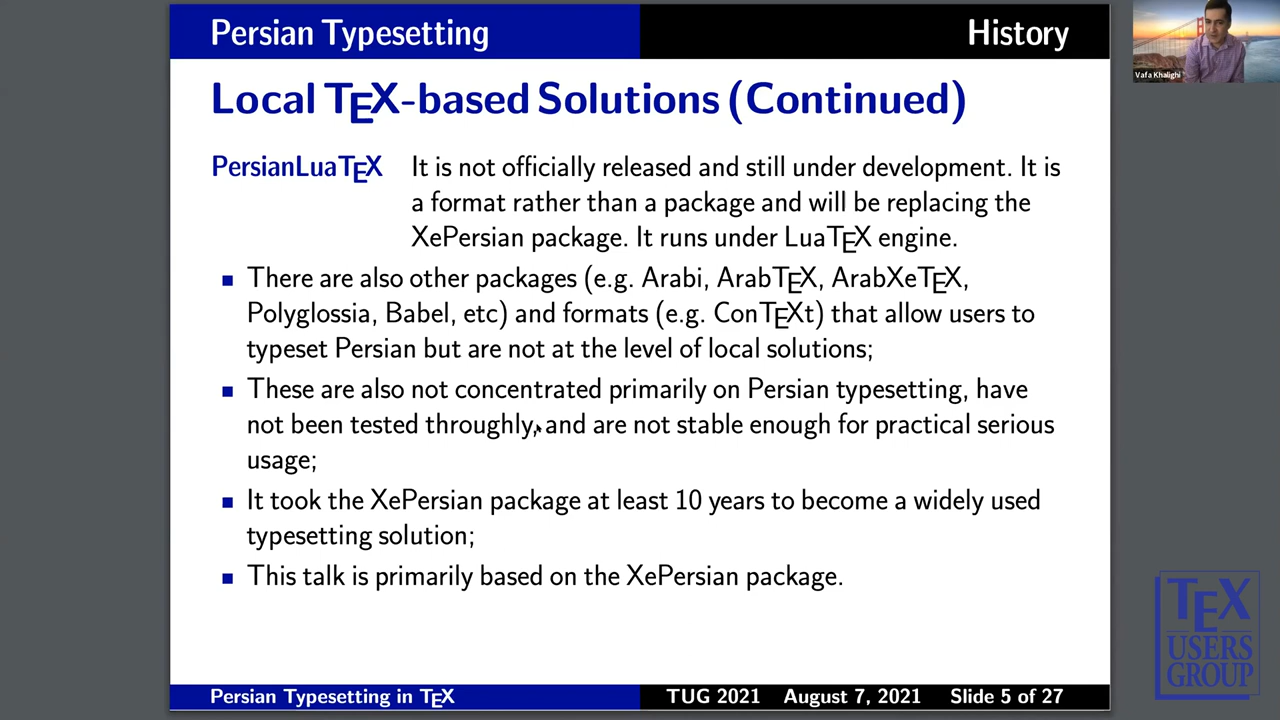 Persian Typesetting
History
Vafa Khalighi
Local TEX-based Solutions (Continued)
PersianLuaTEX It is not officially released and still under development. It is
a format rather than a package and will be replacing the
XePersian package. It runs under LuaTEX engine.
There are also other packages (e.g. Arabi, ArabTEX, ArabXeTEX,
Polyglossia, Babel, etc) and formats (e.g. ConTEXt) that allow users to
typeset Persian but are not at the level of local solutions;
These are also not concentrated primarily on Persian typesetting, have
not been tested throughly, and are not stable enough for practical serious
usage;
It took the XePersian package at least 10 years to become a widely used
typesetting solution;
This talk is primarily based on the XePersian package.
TEX
USERS
GROUP
Persian Typesetting in TEX
TUG 2021 August 7, 2021 Slide 5 of 27